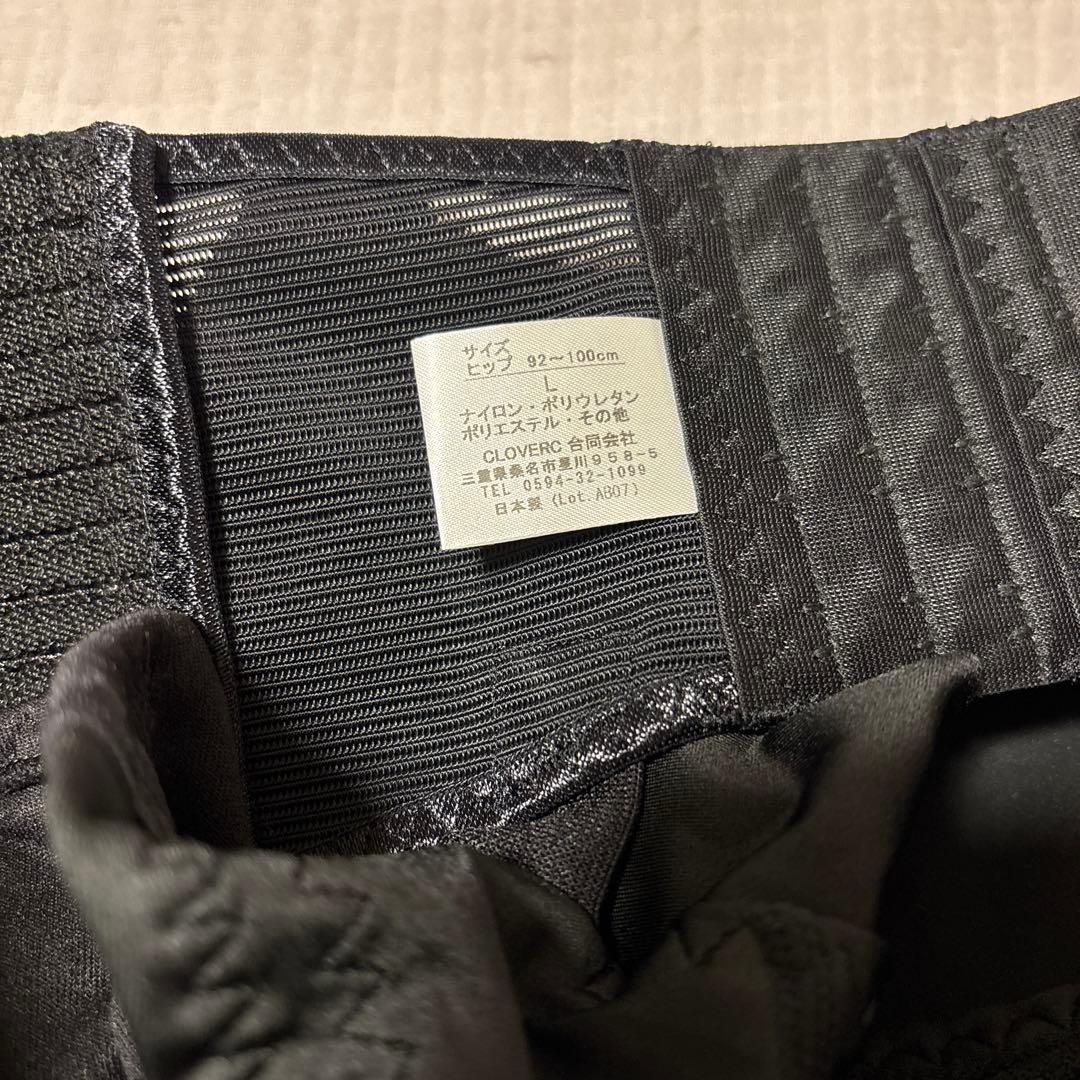 サイズ
ヒップ 92～100cm
L
ナイロン・ポリウレタン
ポリエステル・その他
CLOVERC 合同会社
三重県桑名市星川958-5
TEL 0594-32-1099
日本製 (Lot.AB07)